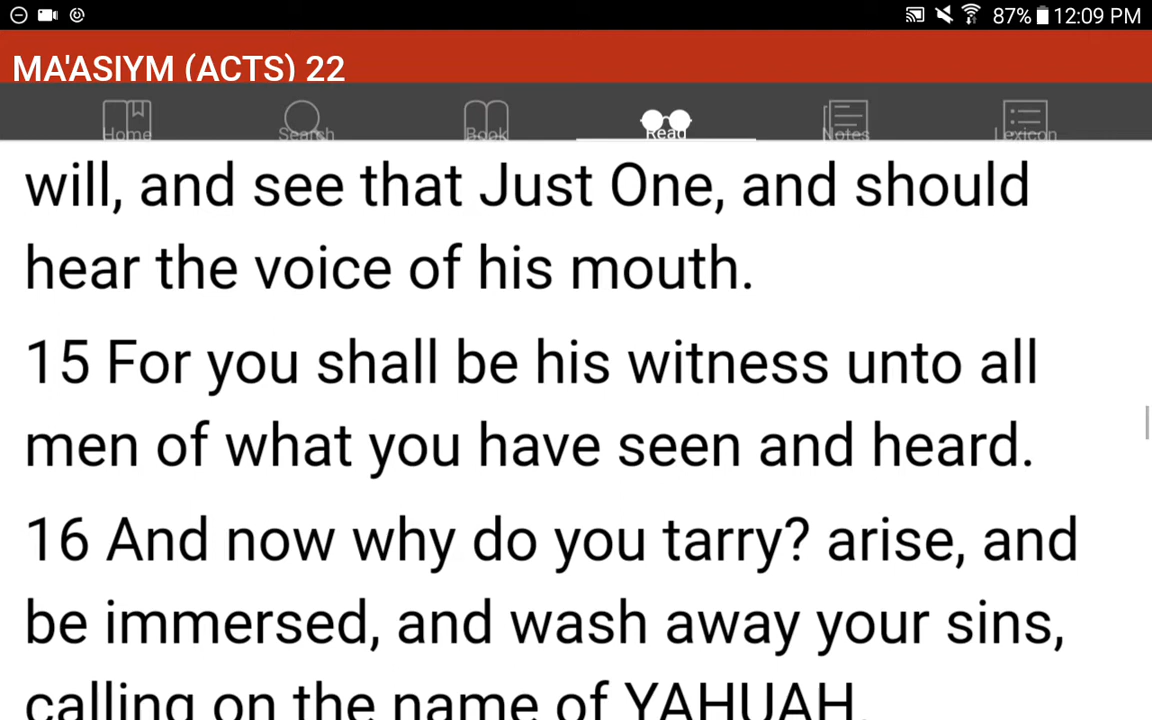 87% 12:09 PM
MA'ASIYM (ACTS) 22
Home Search Book Read Notes Lexicon
will, and see that Just One, and should
hear the voice of his mouth.
15 For you shall be his witness unto all
men of what you have seen and heard.
16 And now why do you tarry? arise, and
be immersed, and wash away your sins,
calling on the name of YAHUAH.